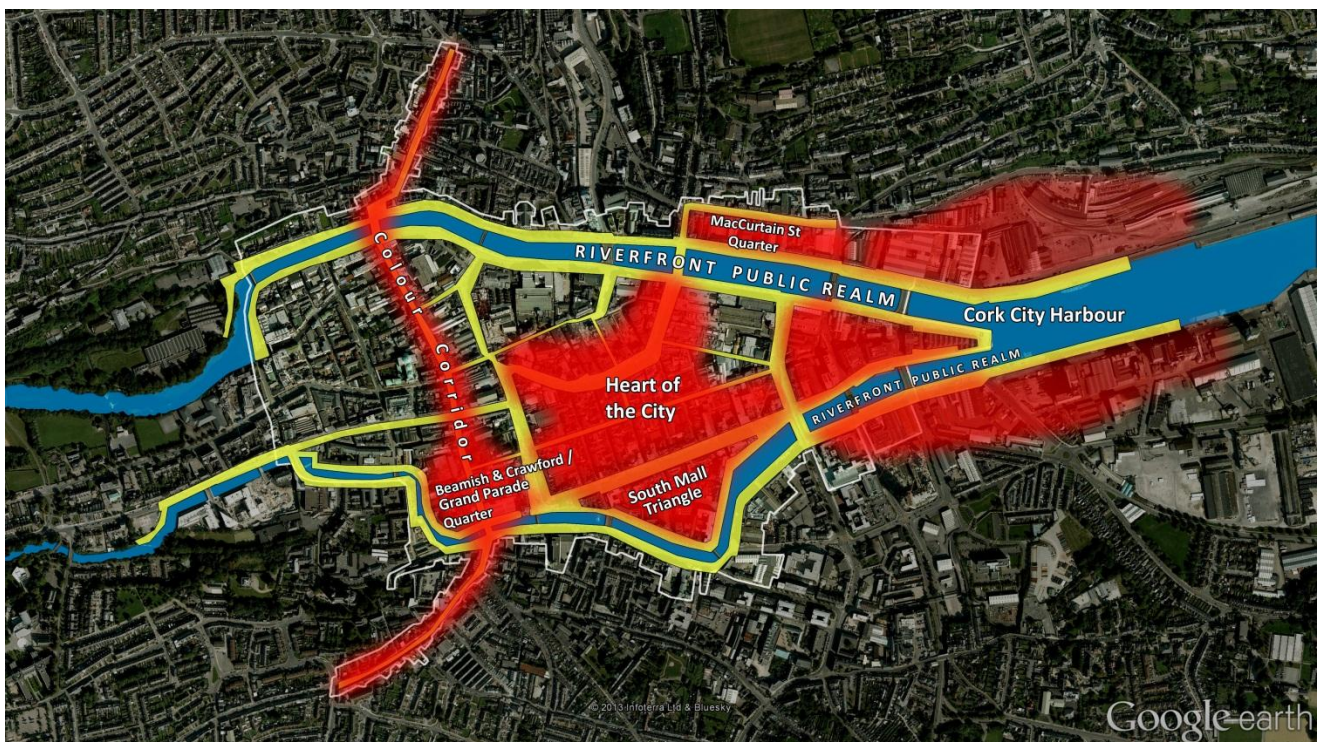 MacCurtain St
Quarter
RIVERFRONT PUBLIC REALM
Colour Corridor
Cork City Harbour
RIVERFRONT PUBLIC REALM
Heart of
the City
Beamish & Crawford /
Grand Parade
Quarter
South Mall
Triangle
© 2013 Infoterra Ltd & Bluesky
Google earth